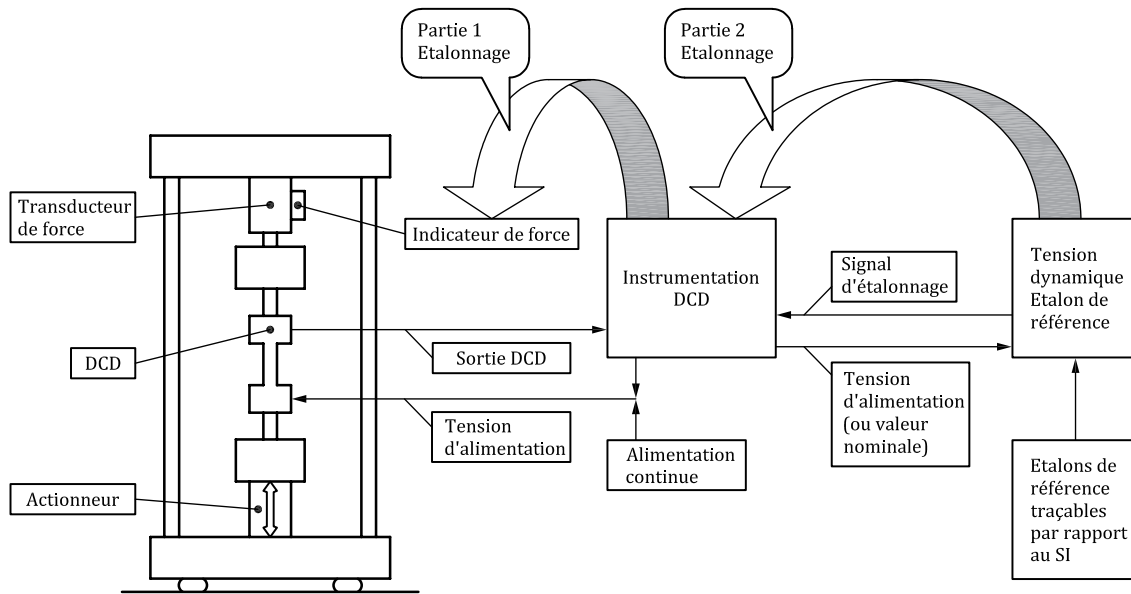 Partie 1
Etalonnage
Partie 2
Etalonnage
Transducteur
de force
Indicateur de force
Instrumentation
DCD
Signal
d'étalonnage
Tension
dynamique
Etalon de
référence
DCD
Sortie DCD
Tension
d'alimentation
Tension
d'alimentation
(ou valeur
nominale)
Alimentation
continue
Actionneur
Etalons de
référence
traçables
par rapport
au SI